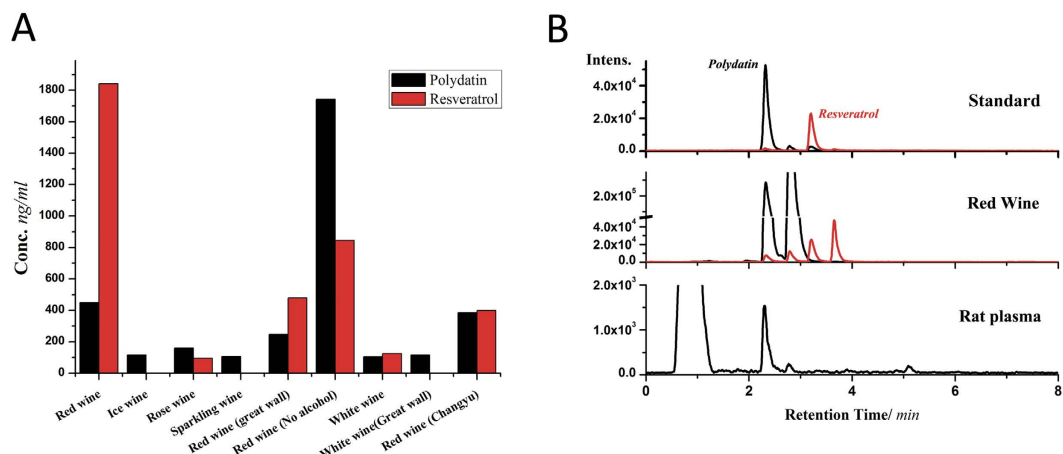 A
Conc. ng/ml
1800
1600
1400
1200
1000
800
600
400
200
0
Polydatin
Resveratrol
Red wine
Ice wine
Rose wine
Sparkling wine
Red wine (great wall)
Red wine (No alcohol)
White wine
White wine(Great wall)
Red wine (Changyu)
B
Intens.
4.0x10⁴
2.0x10⁴
0.0
Polydatin
Resveratrol
Standard
2.0x10⁵
4.0x10⁴
2.0x10⁴
0.0
Red Wine
2.0x10³
1.0x10³
0.0
Rat plasma
0 2 4 6 8
Retention Time/ min